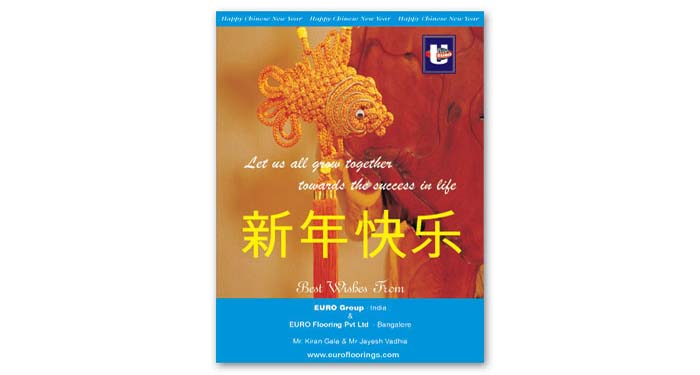 Happy Chinese New Year Happy Chinese New Year Happy Chinese New Year
Let us all grow together
towards the success in life
新年快乐
Best Wishes From
EURO Group - India
&
EURO Flooring Pvt Ltd - Bangalore
Mr. Kiran Gala & Mr Jayesh Vadhia
www.eurofloorings.com